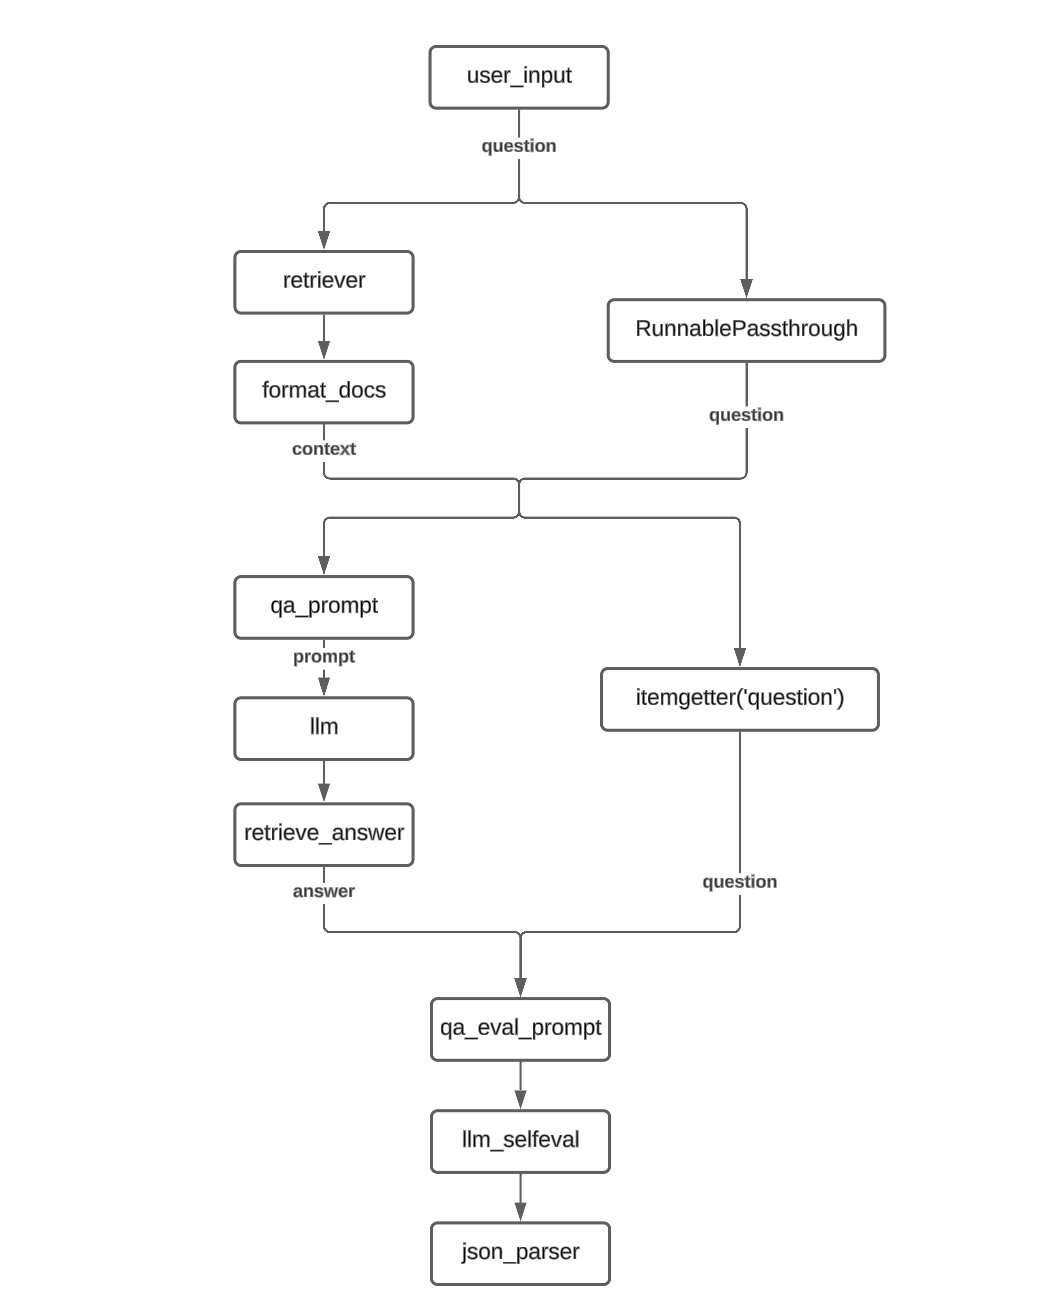 user_input
question
retriever
RunnablePassthrough
format_docs
question
context
qa_prompt
prompt
itemgetter('question')
llm
retrieve_answer
question
answer
qa_eval_prompt
llm_selfeval
json_parser